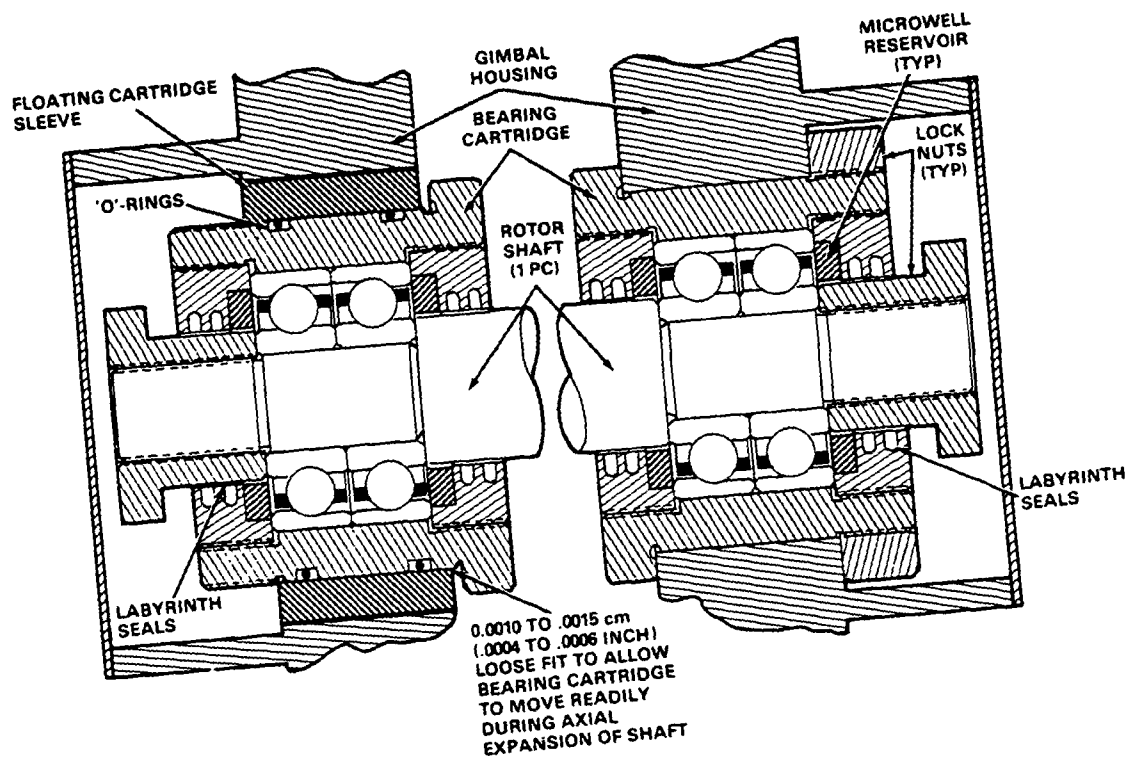 FLOATING CARTRIDGE
SLEEVE
'O'-RINGS
GIMBAL
HOUSING
BEARING
CARTRIDGE
MICROWELL
RESERVOIR
(TYP)
LOCK
NUTS
(TYP)
ROTOR
SHAFT
(1 PC)
LABYRINTH
SEALS
LABYRINTH
SEALS
0.0010 TO .0015 cm
(.0004 TO .0006 INCH)
LOOSE FIT TO ALLOW
BEARING CARTRIDGE
TO MOVE READILY
DURING AXIAL
EXPANSION OF SHAFT